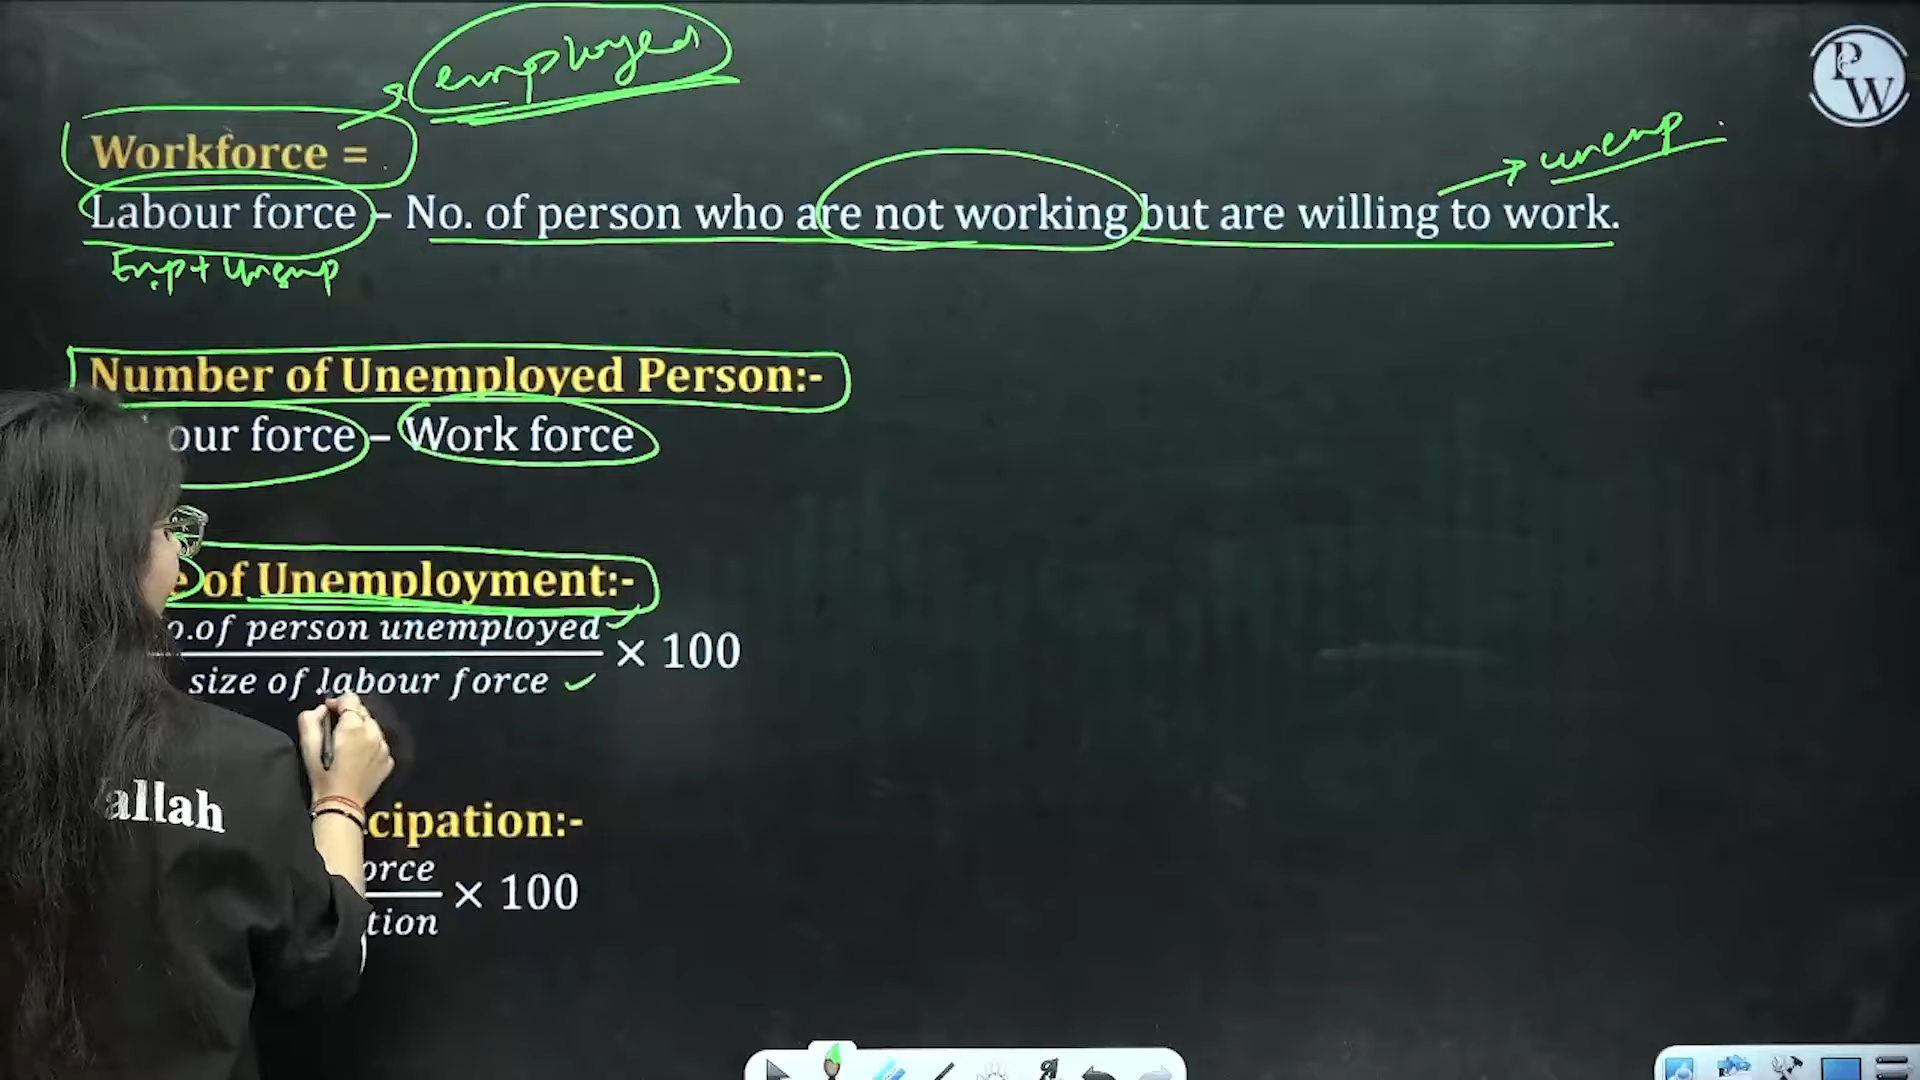 employed
PW
Workforce =
unemp.
Labour force – No. of person who are not working but are willing to work.
Emp + Unemp
Number of Unemployed Person:-
our force – Work force
e of Unemployment:-
o.of person unemployed
size of labour force × 100
allah
cipation:-
orce
tion × 100